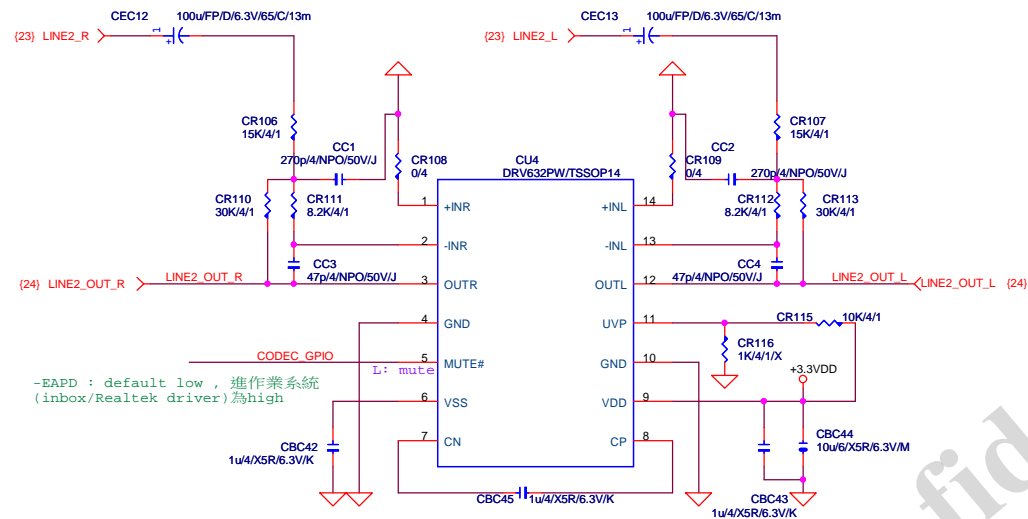 CEC12
100u/FP/D/6.3V/65/C/13m
CEC13
100u/FP/D/6.3V/65/C/13m
{23} LINE2_R
1
+
{23} LINE2_L
1
+
CR106
15K/4/1
CR107
15K/4/1
CC1
270p/4/NPO/50V/J
CR108
0/4
CU4
DRV632PW/TSSOP14
CR109
0/4
CC2
270p/4/NPO/50V/J
CR110
30K/4/1
CR111
8.2K/4/1
CR112
8.2K/4/1
CR113
30K/4/1
1 +INR
+INL 14
2 -INR
-INL 13
CC3
47p/4/NPO/50V/J
CC4
47p/4/NPO/50V/J
{24} LINE2_OUT_R
LINE2_OUT_R
3 OUTR
OUTL 12
LINE2_OUT_L
LINE2_OUT_L {24}
4 GND
UVP 11
CR115
10K/4/1
CR116
1K/4/1/X
CODEC_GPIO
5 MUTE#
L: mute
GND 10
+3.3VDD
-EAPD : default low , 進作業系統
(inbox/Realtek driver)為high
6 VSS
VDD 9
CBC42
1u/4/X5R/6.3V/K
7 CN
CP 8
CBC44
10u/6/X5R/6.3V/M
CBC45
1u/4/X5R/6.3V/K
CBC43
1u/4/X5R/6.3V/K
fid